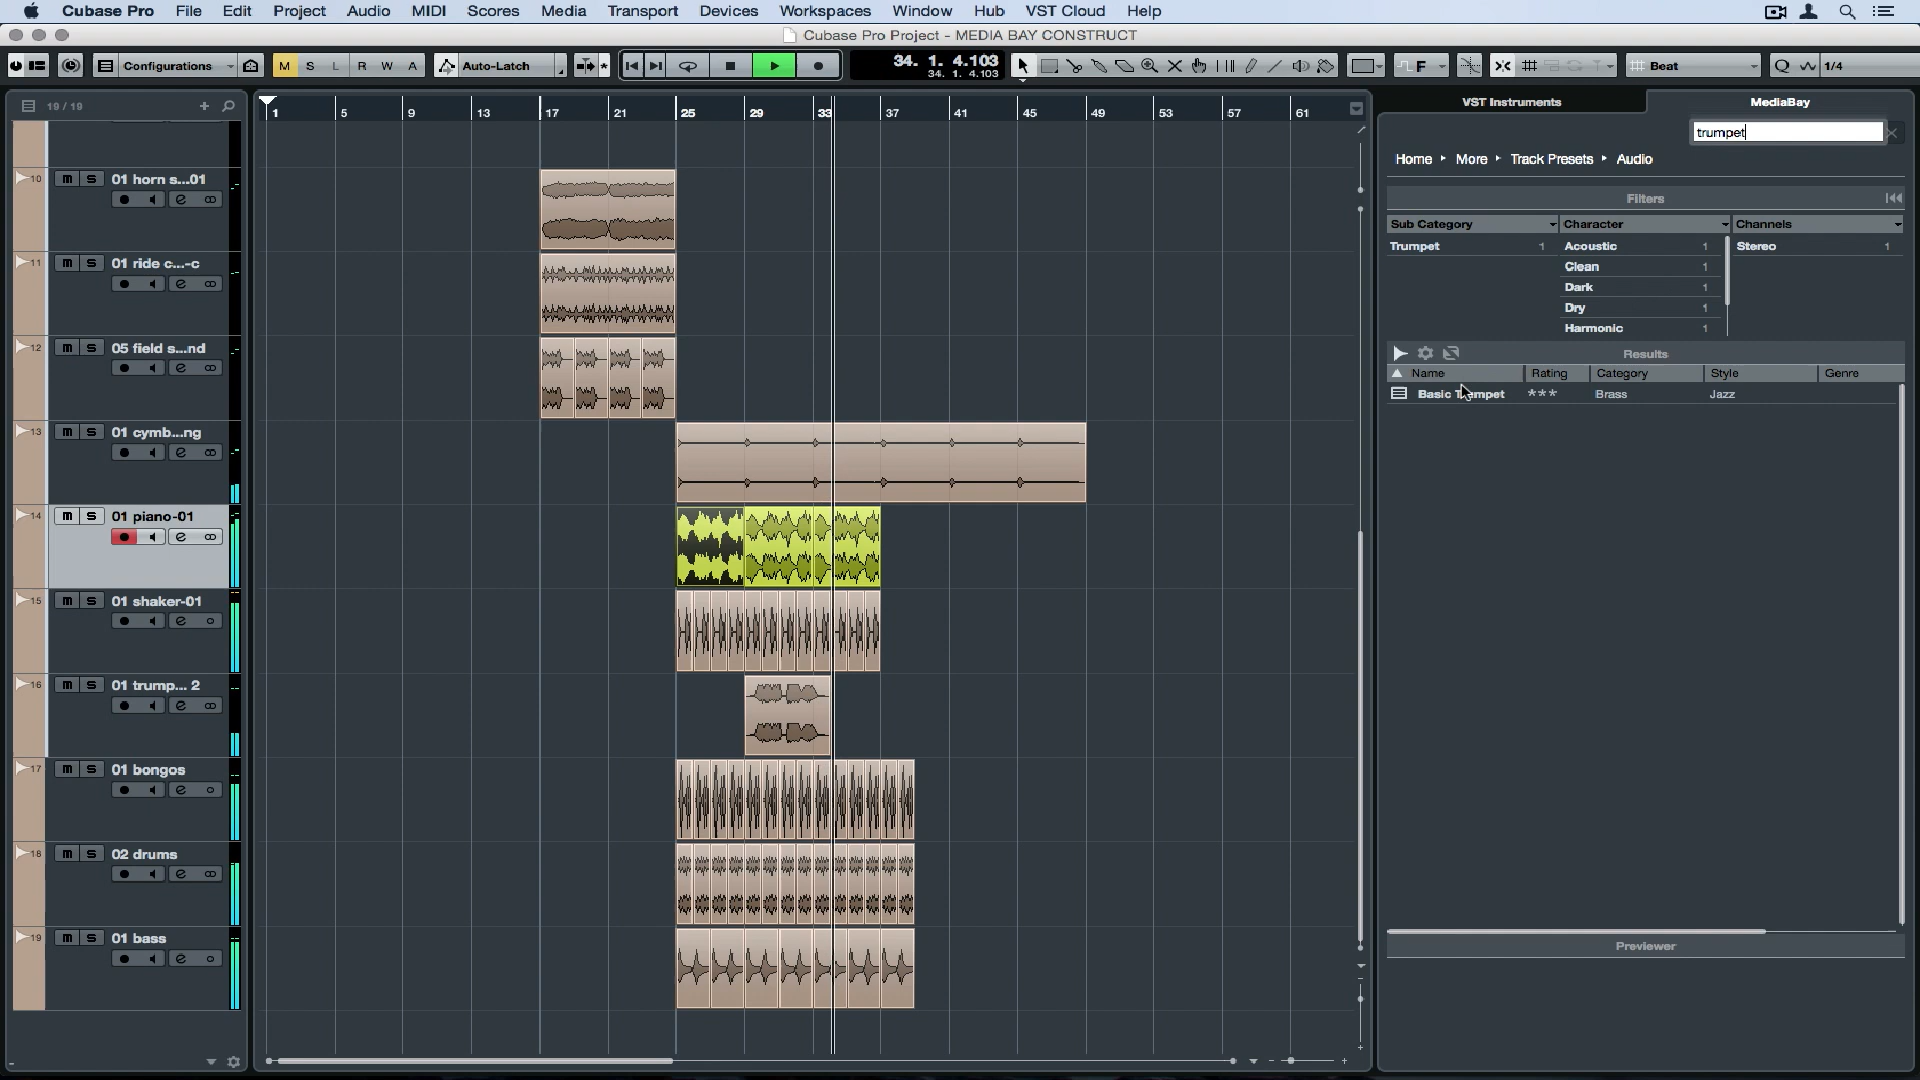 Cubase Pro File Edit Project Audio MIDI Scores Media Transport Devices Workspaces Window Hub VST Cloud Help
Cubase Pro Project - MEDIA BAY CONSTRUCT
Configurations M S L R W A Auto-Latch 34. 1. 4.103 F Beat Q 1/4
34. 1. 4.103
19 / 19
1 5 9 13 17 21 25 29 33 37 41 45 49 53 57 61
10 m S 01 horn s...01
11 m S 01 ride c...-c
12 m S 05 field s...nd
13 m S 01 cymb...ng
14 m S 01 piano-01
15 m S 01 shaker-01
16 m S 01 trump... 2
17 m S 01 bongos
18 m S 02 drums
19 m S 01 bass
VST Instruments MediaBay
trumpet
Home More Track Presets Audio
Filters
Sub Category Character Channels
Trumpet 1 Acoustic 1 Stereo 1
Clean 1
Dark 1
Dry 1
Harmonic 1
Results
Name Rating Category Style Genre
Basic Trumpet *** Brass Jazz
Previewer